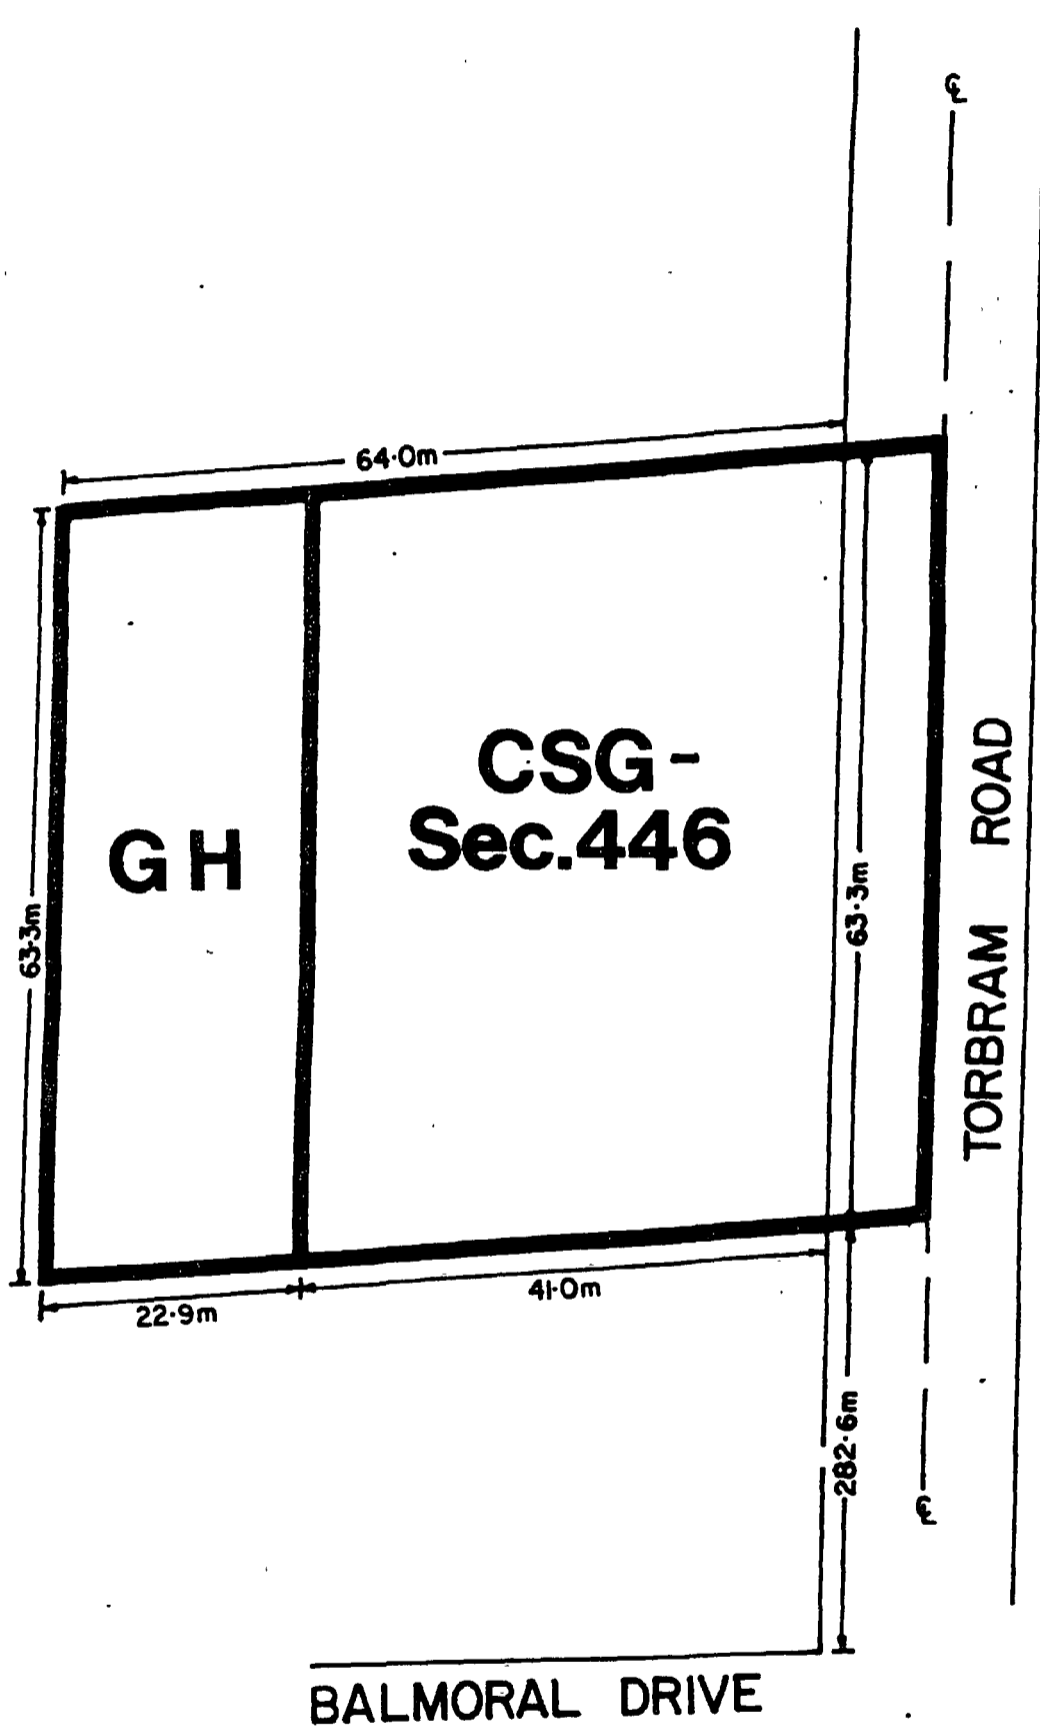 ℄
64·0m
CSG-
Sec.446
GH
63·3m
63·3m
TORBRAM ROAD
22·9m
41·0m
282·6m
℄
BALMORAL DRIVE